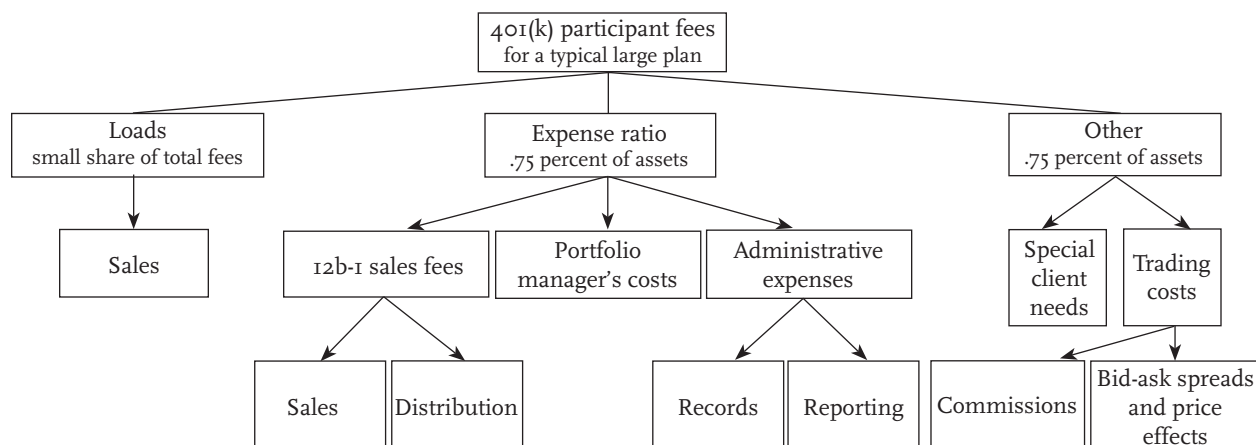 401(k) participant fees
for a typical large plan
Loads
small share of total fees
Expense ratio
.75 percent of assets
Other
.75 percent of assets
Sales
12b-1 sales fees
Portfolio
manager's costs
Administrative
expenses
Special
client
needs
Trading
costs
Sales
Distribution
Records
Reporting
Commissions
Bid-ask spreads
and price
effects